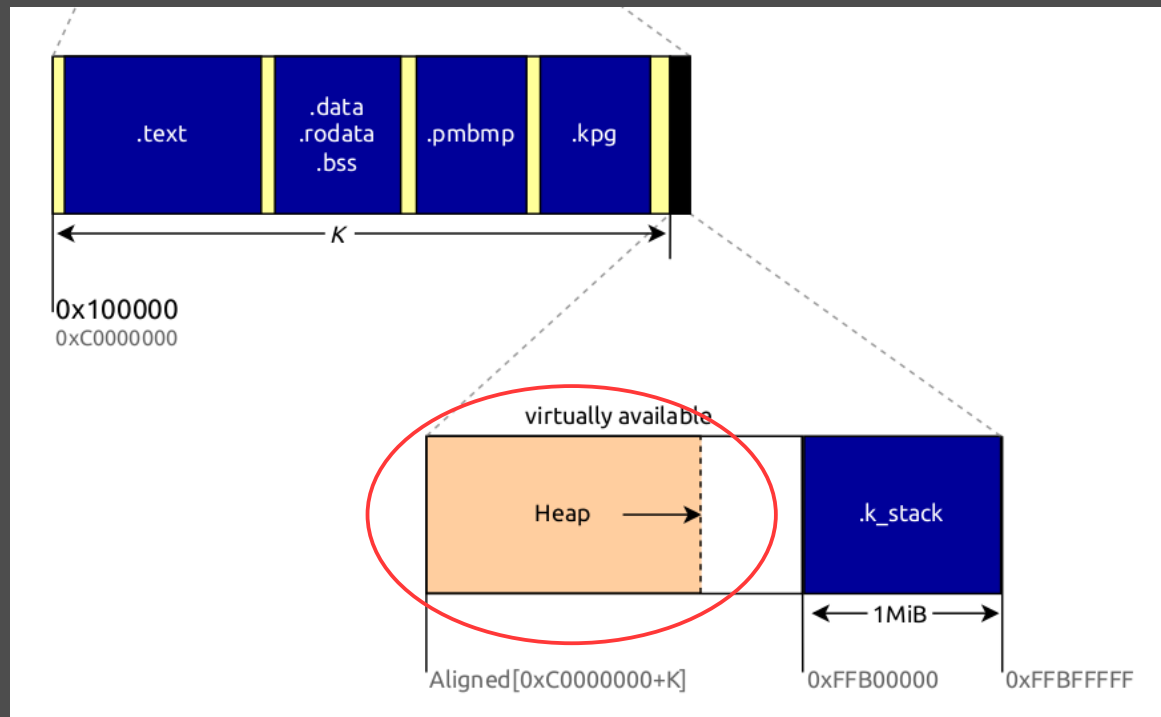 .text
.data
.rodata
.bss
.pmbmp
.kpg
K
0x100000
0xC0000000
virtually available
Heap
.k_stack
1MiB
Aligned[0xC0000000+K]
0xFFB00000
0xFFBFFFFF